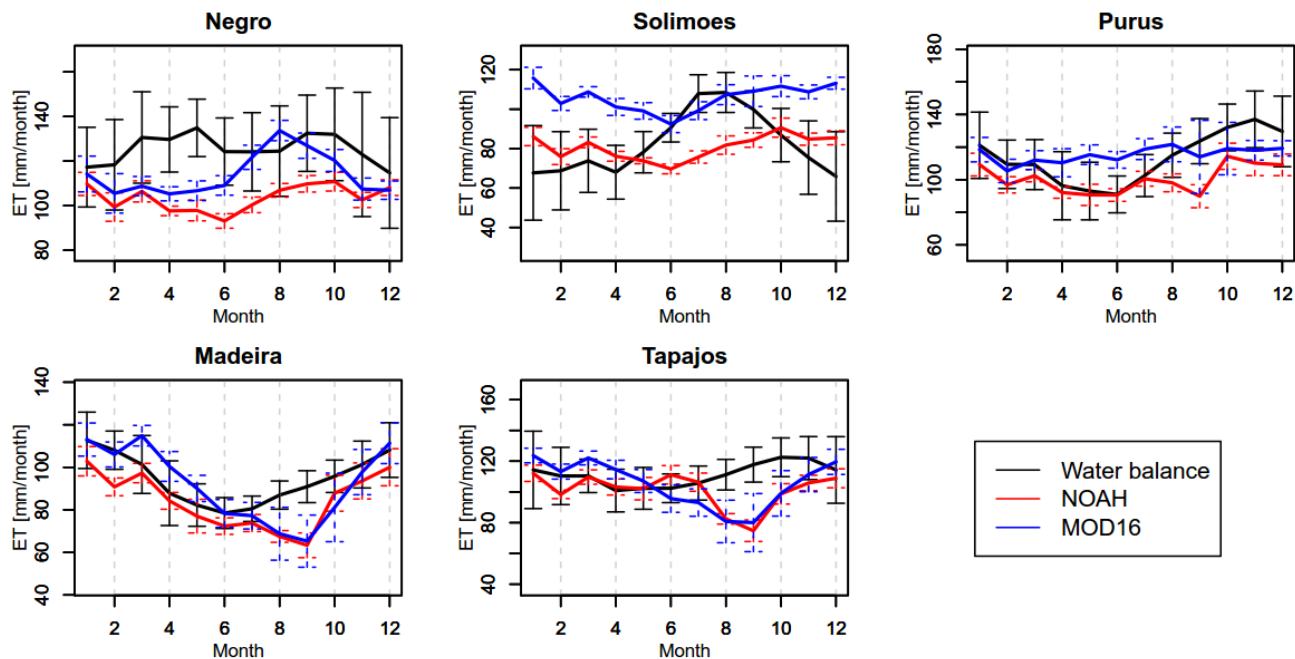 Negro
ET [mm/month]
80 100 120 140
2 4 6 8 10 12
Month
Solimoes
ET [mm/month]
40 60 80 100 120
2 4 6 8 10 12
Month
Purus
ET [mm/month]
60 100 140 180
2 4 6 8 10 12
Month
Madeira
ET [mm/month]
40 60 80 100 140
2 4 6 8 10 12
Month
Tapajos
ET [mm/month]
40 80 120 160
2 4 6 8 10 12
Month
Water balance
NOAH
MOD16